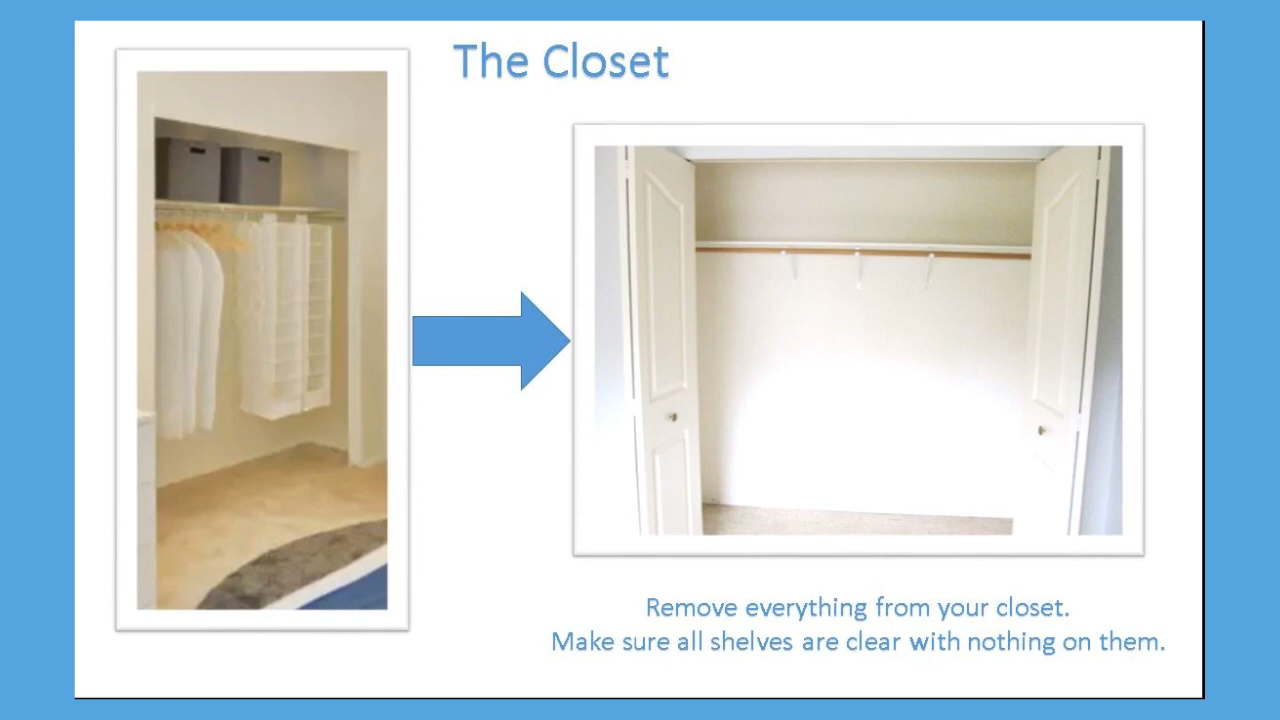 The Closet
Remove everything from your closet.
Make sure all shelves are clear with nothing on them.